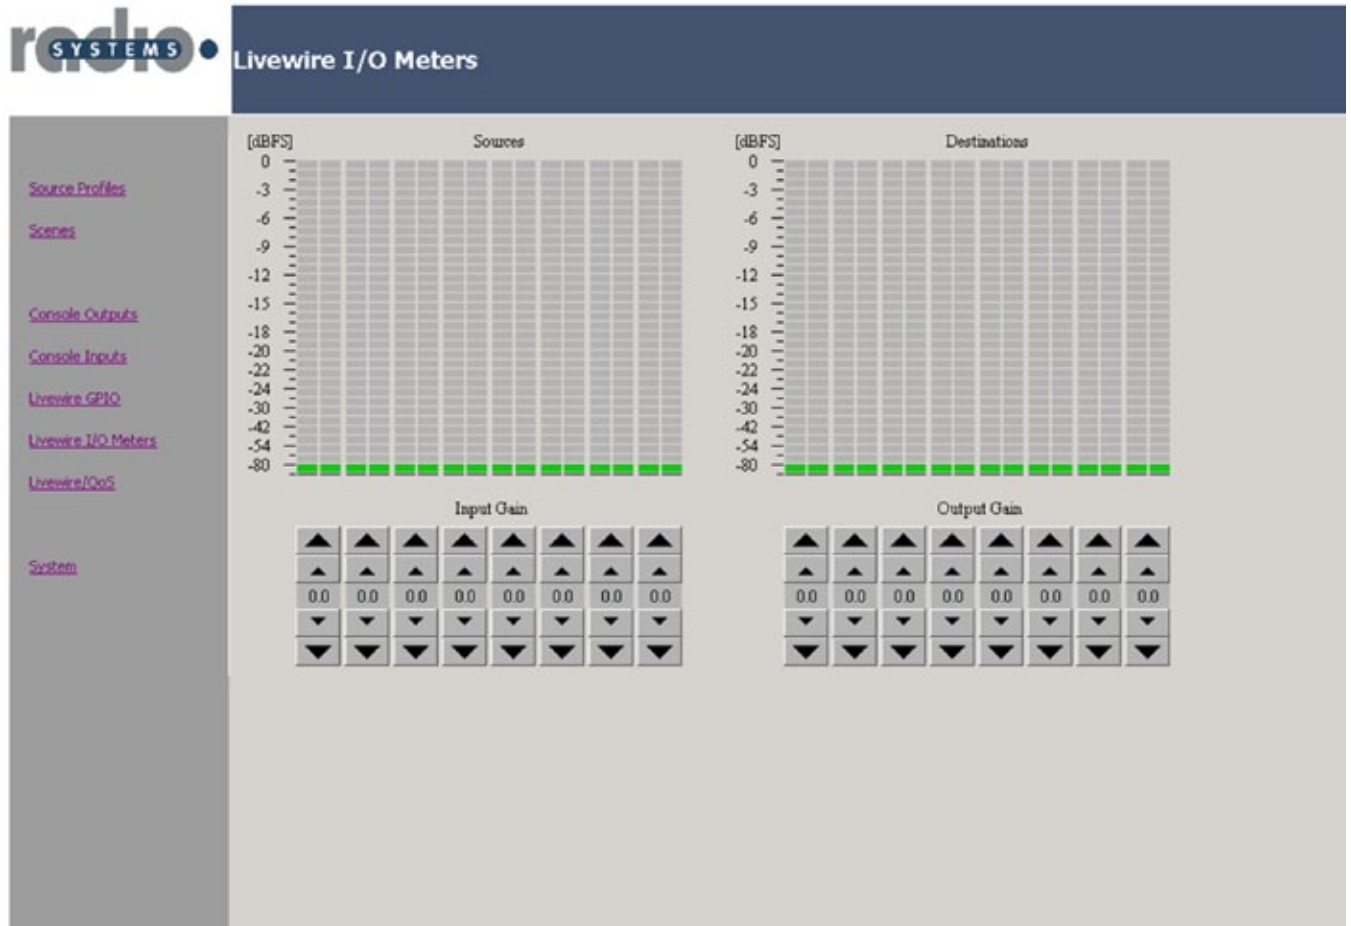 radio
SYSTEMS
Livewire I/O Meters
Source Profiles
Scenes
Console Outputs
Console Inputs
Livewire GPIO
Livewire I/O Meters
Livewire/QoS
System
[dBFS]
Sources
0
-3
-6
-9
-12
-15
-18
-20
-22
-24
-30
-42
-54
-80
Input Gain
0.0 0.0 0.0 0.0 0.0 0.0 0.0 0.0
[dBFS]
Destinations
0
-3
-6
-9
-12
-15
-18
-20
-22
-24
-30
-42
-54
-80
Output Gain
0.0 0.0 0.0 0.0 0.0 0.0 0.0 0.0